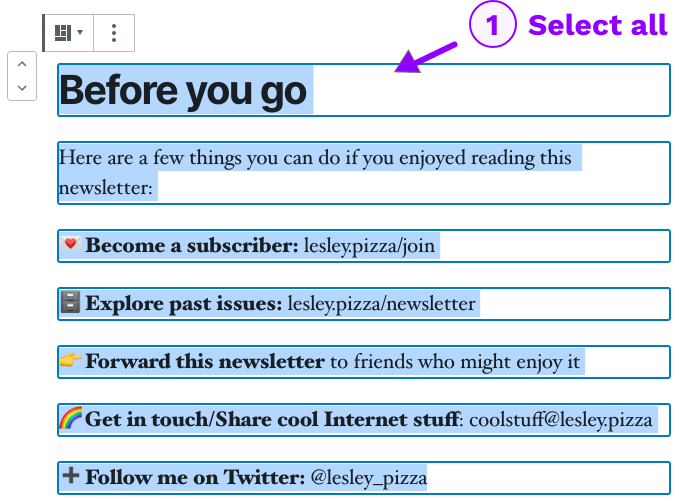 1 Select all
Before you go
Here are a few things you can do if you enjoyed reading this
newsletter:
💌 Become a subscriber: lesley.pizza/join
🗄️ Explore past issues: lesley.pizza/newsletter
👉 Forward this newsletter to friends who might enjoy it
🌈 Get in touch/Share cool Internet stuff: coolstuff@lesley.pizza
➕ Follow me on Twitter: @lesley_pizza